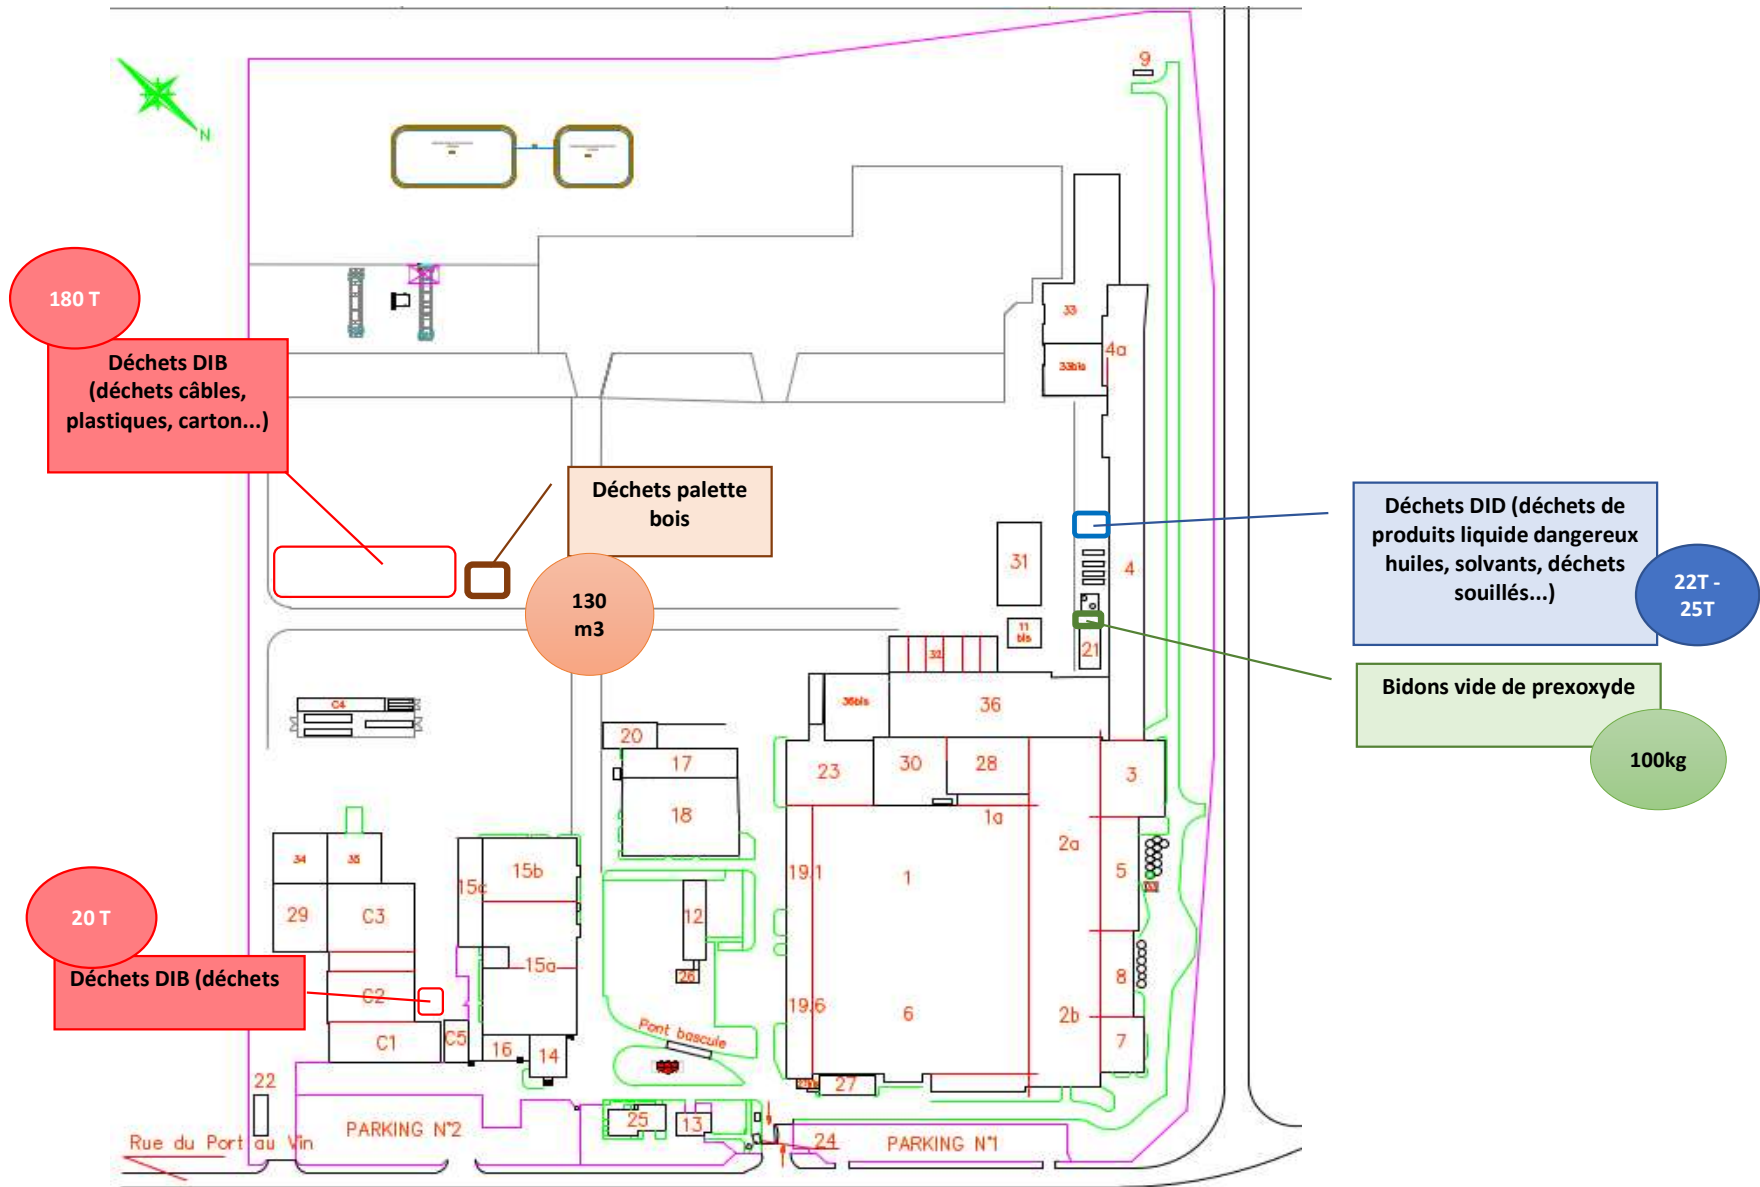 9
N
180 T
Déchets DIB
(déchets câbles,
plastiques, carton...)
33
33bis
4a
Déchets palette
bois
130
m3
31
4
11
bis
21
Déchets DID (déchets de
produits liquide dangereux
huiles, solvants, déchets
souillés...)
22T -
25T
Bidons vide de prexoxyde
100kg
32
36bis
36
C4
20
17
18
23
30
28
3
1a
2a
34
35
15c
15b
19.1
1
5
29
C3
12
20 T
Déchets DIB (déchets
15a
26
C2
19.6
6
2b
8
C1
C5
16
14
Pont bascule
7
22
27
25
13
24
PARKING N°2
PARKING N°1
Rue du Port au Vin